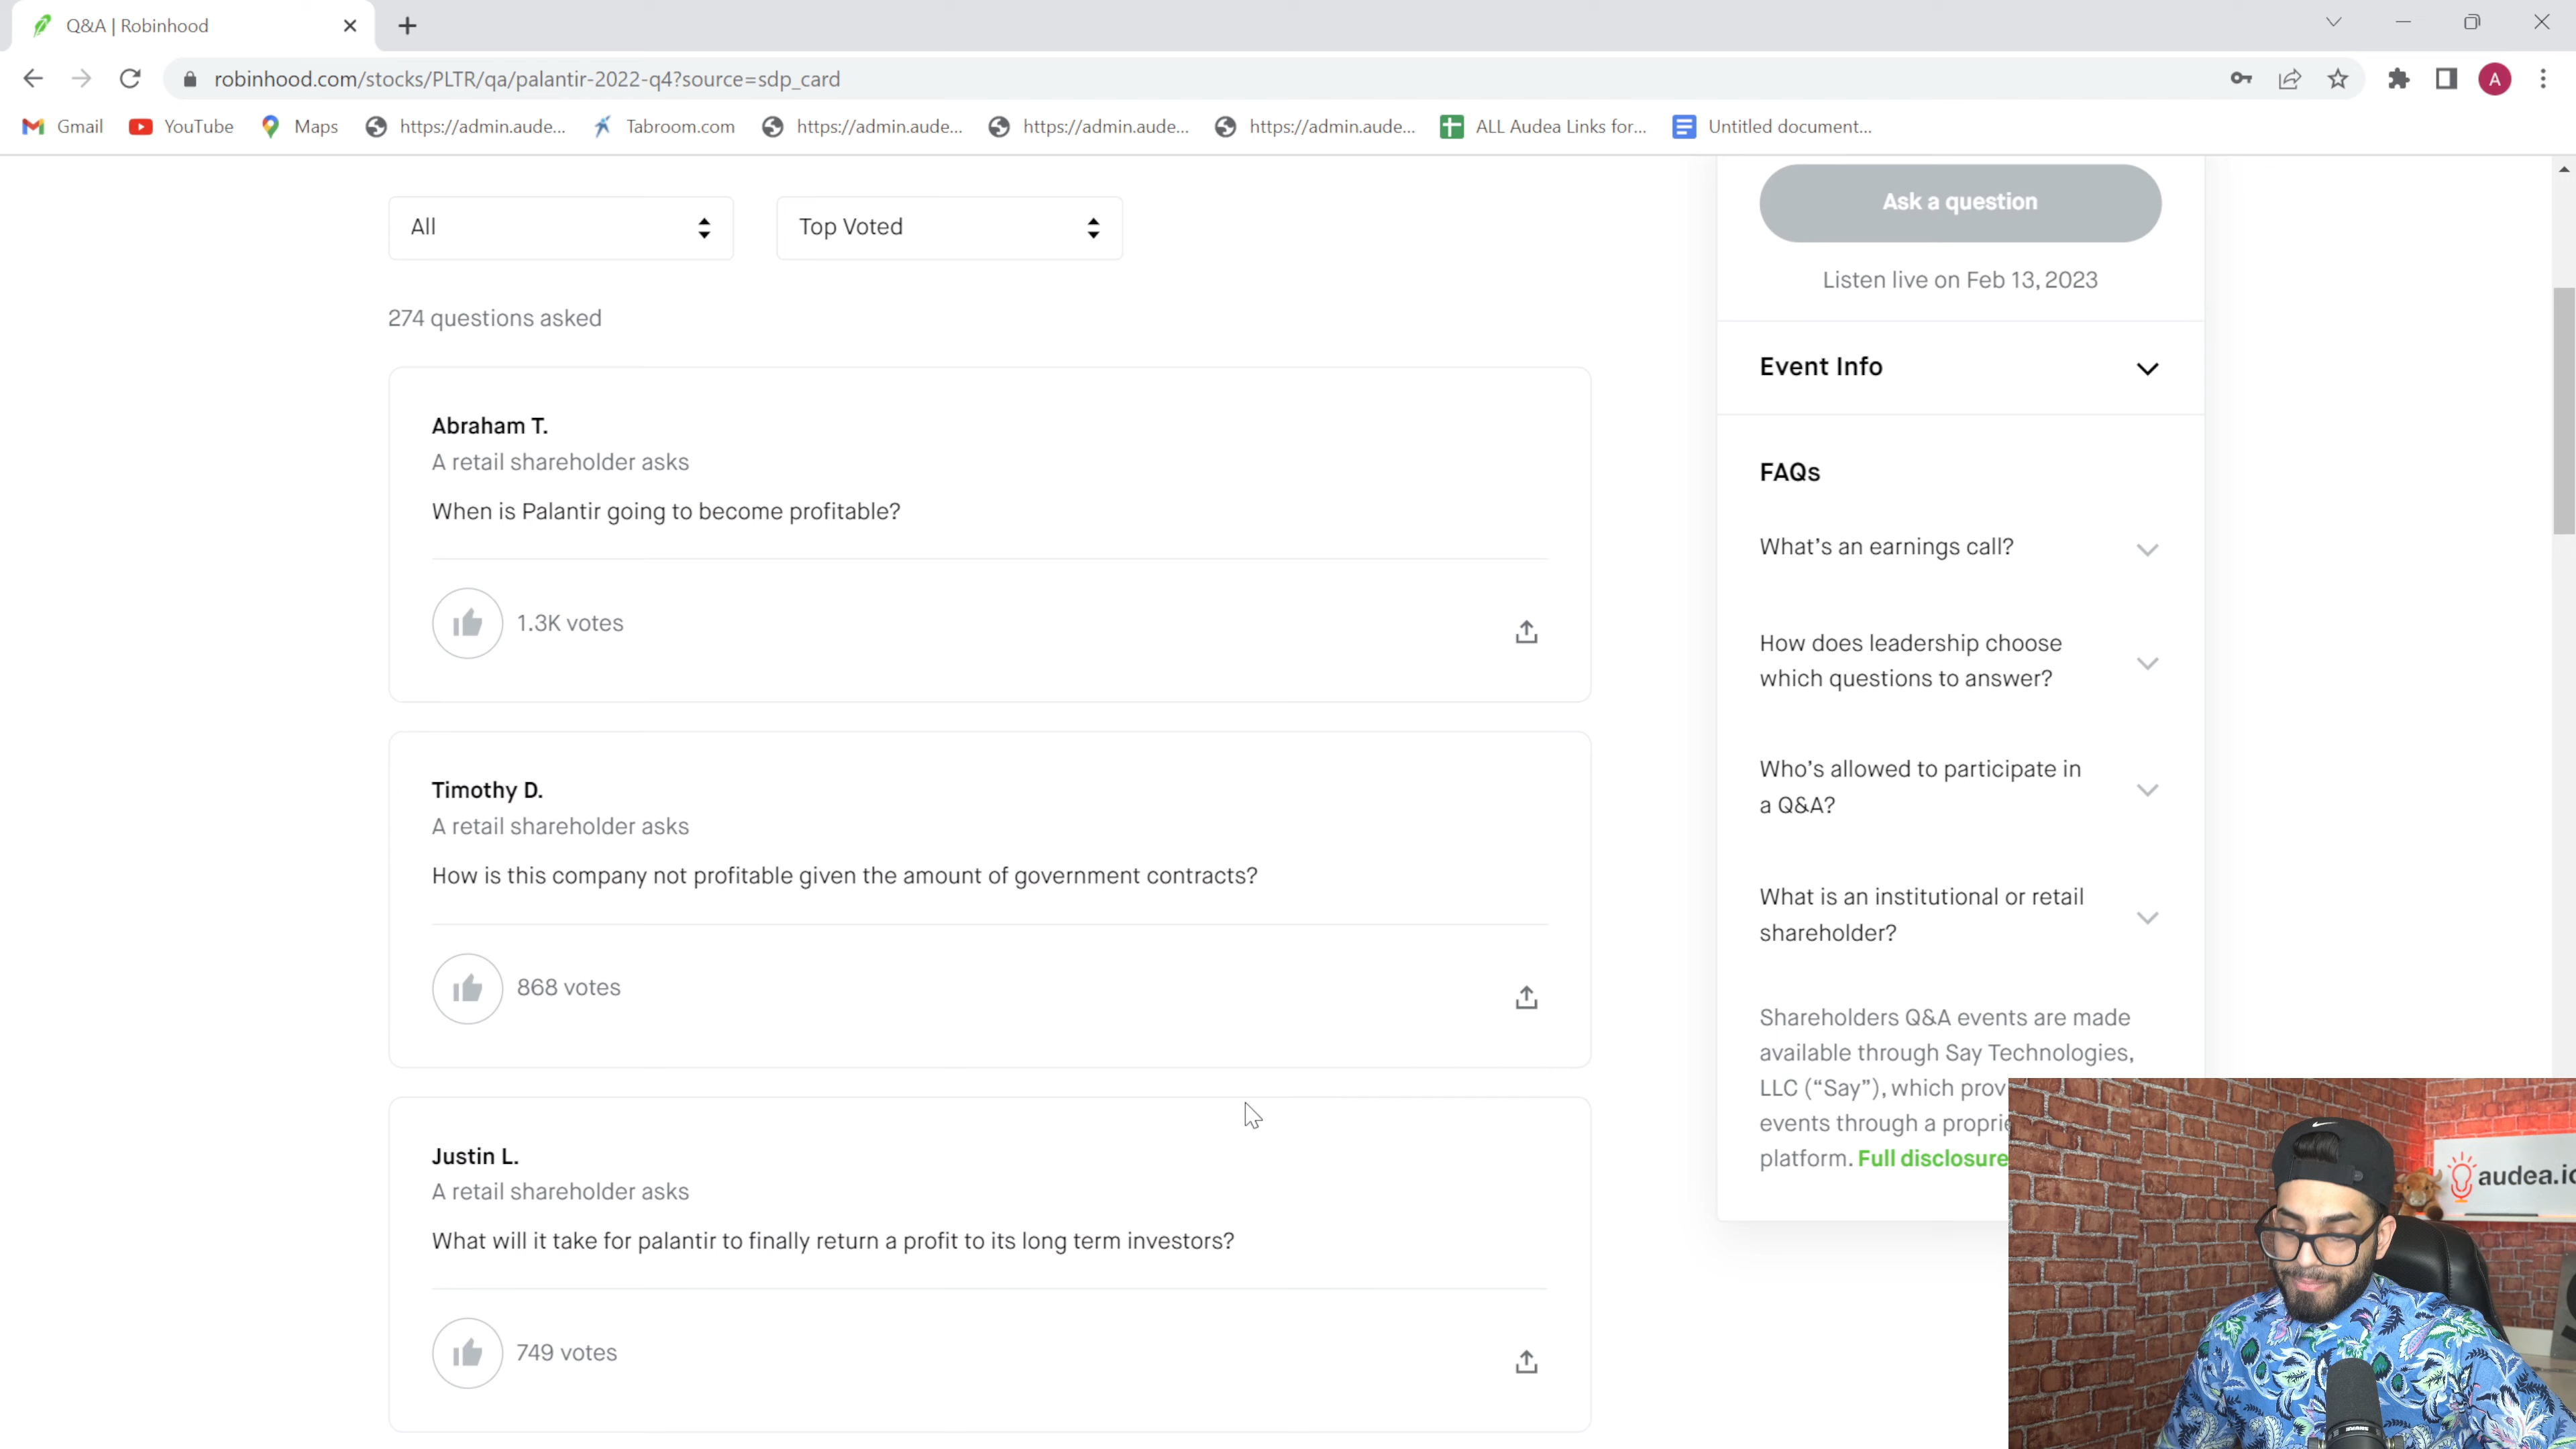 Q&A | Robinhood
robinhood.com/stocks/PLTR/qa/palantir-2022-q4?source=sdp_card
A
Gmail
YouTube
Maps
https://admin.aude...
Tabroom.com
https://admin.aude...
https://admin.aude...
https://admin.aude...
ALL Audea Links for...
Untitled document...
All
Top Voted
274 questions asked
Abraham T.
A retail shareholder asks
When is Palantir going to become profitable?
1.3K votes
Timothy D.
A retail shareholder asks
How is this company not profitable given the amount of government contracts?
868 votes
Justin L.
A retail shareholder asks
What will it take for palantir to finally return a profit to its long term investors?
749 votes
Ask a question
Listen live on Feb 13, 2023
Event Info
FAQs
What's an earnings call?
How does leadership choose
which questions to answer?
Who's allowed to participate in
a Q&A?
What is an institutional or retail
shareholder?
Shareholders Q&A events are made
available through Say Technologies,
LLC ("Say"), which prov
events through a proprie
platform. Full disclosure
audea.io